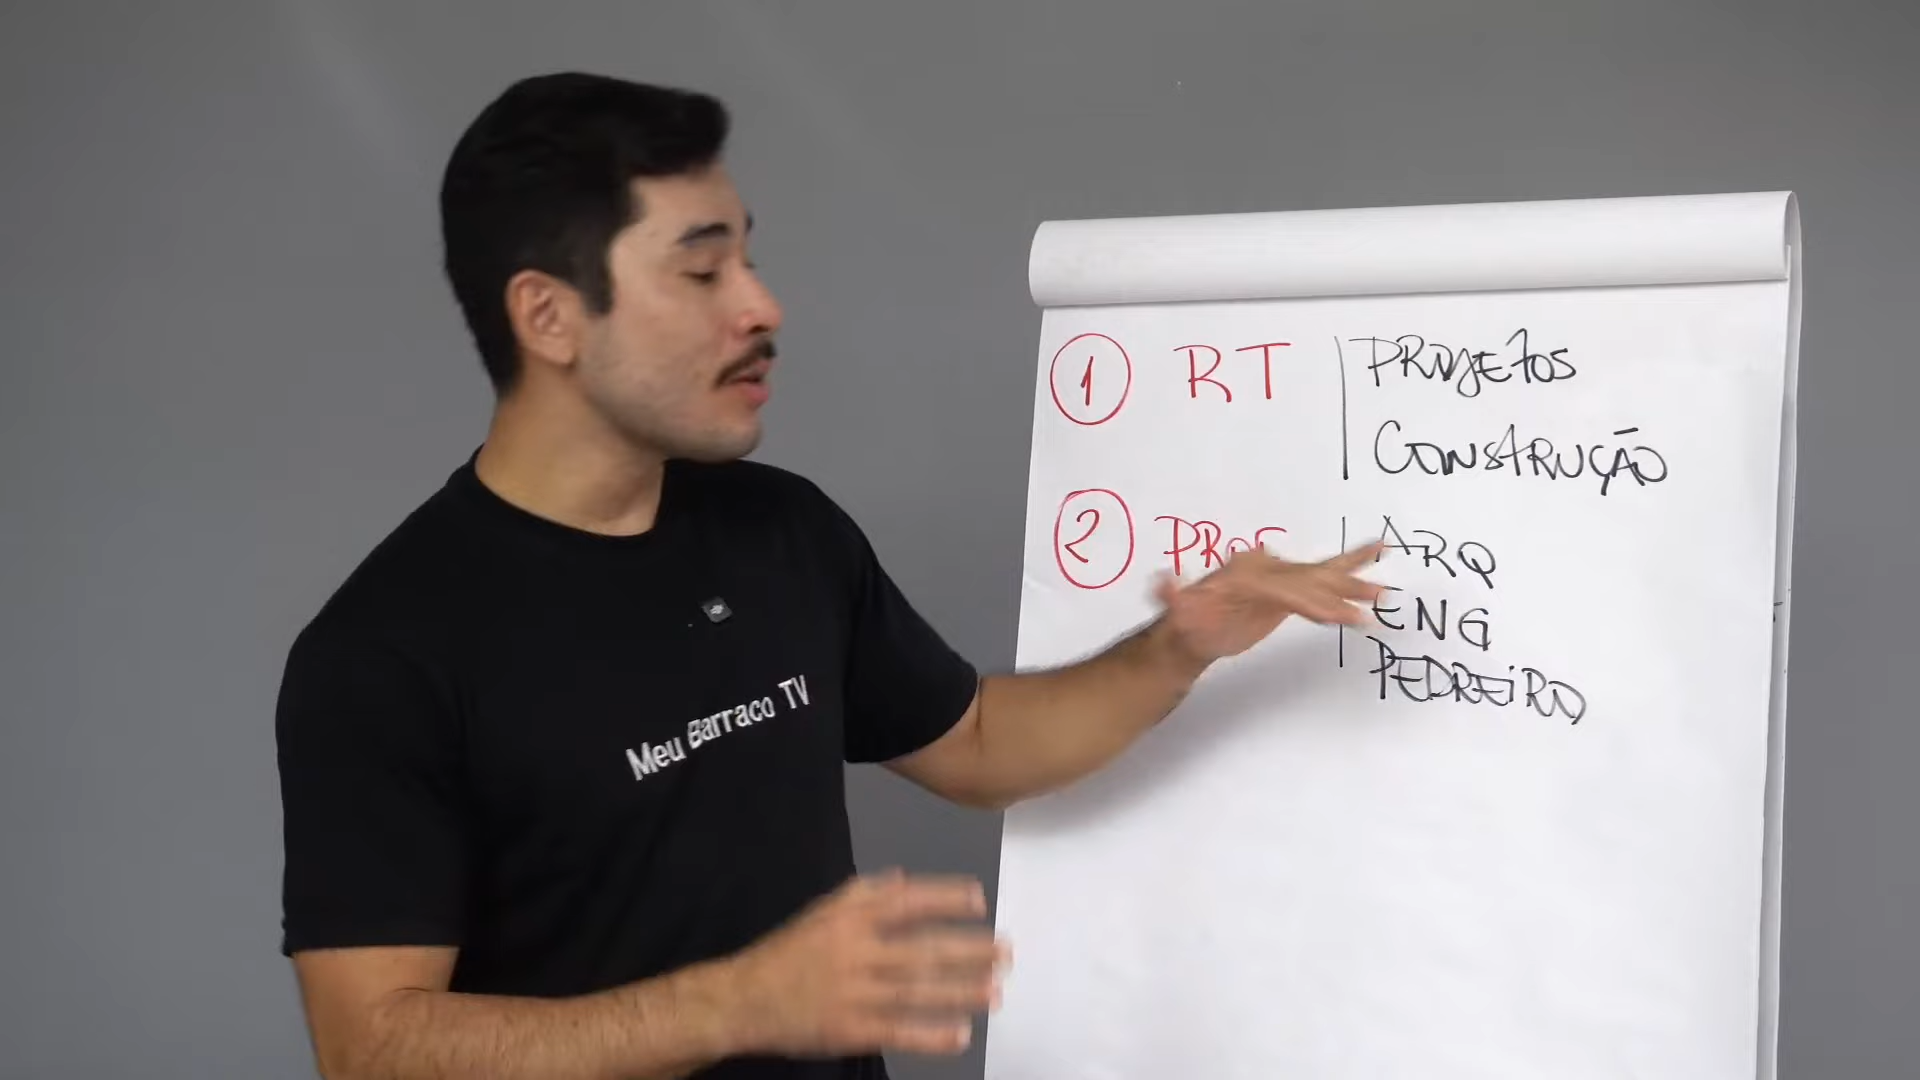 1 RT PROJETOS
CONSTRUÇÃO
2 ARQ
ENG
PEDREIRO
Meu Barraco TV